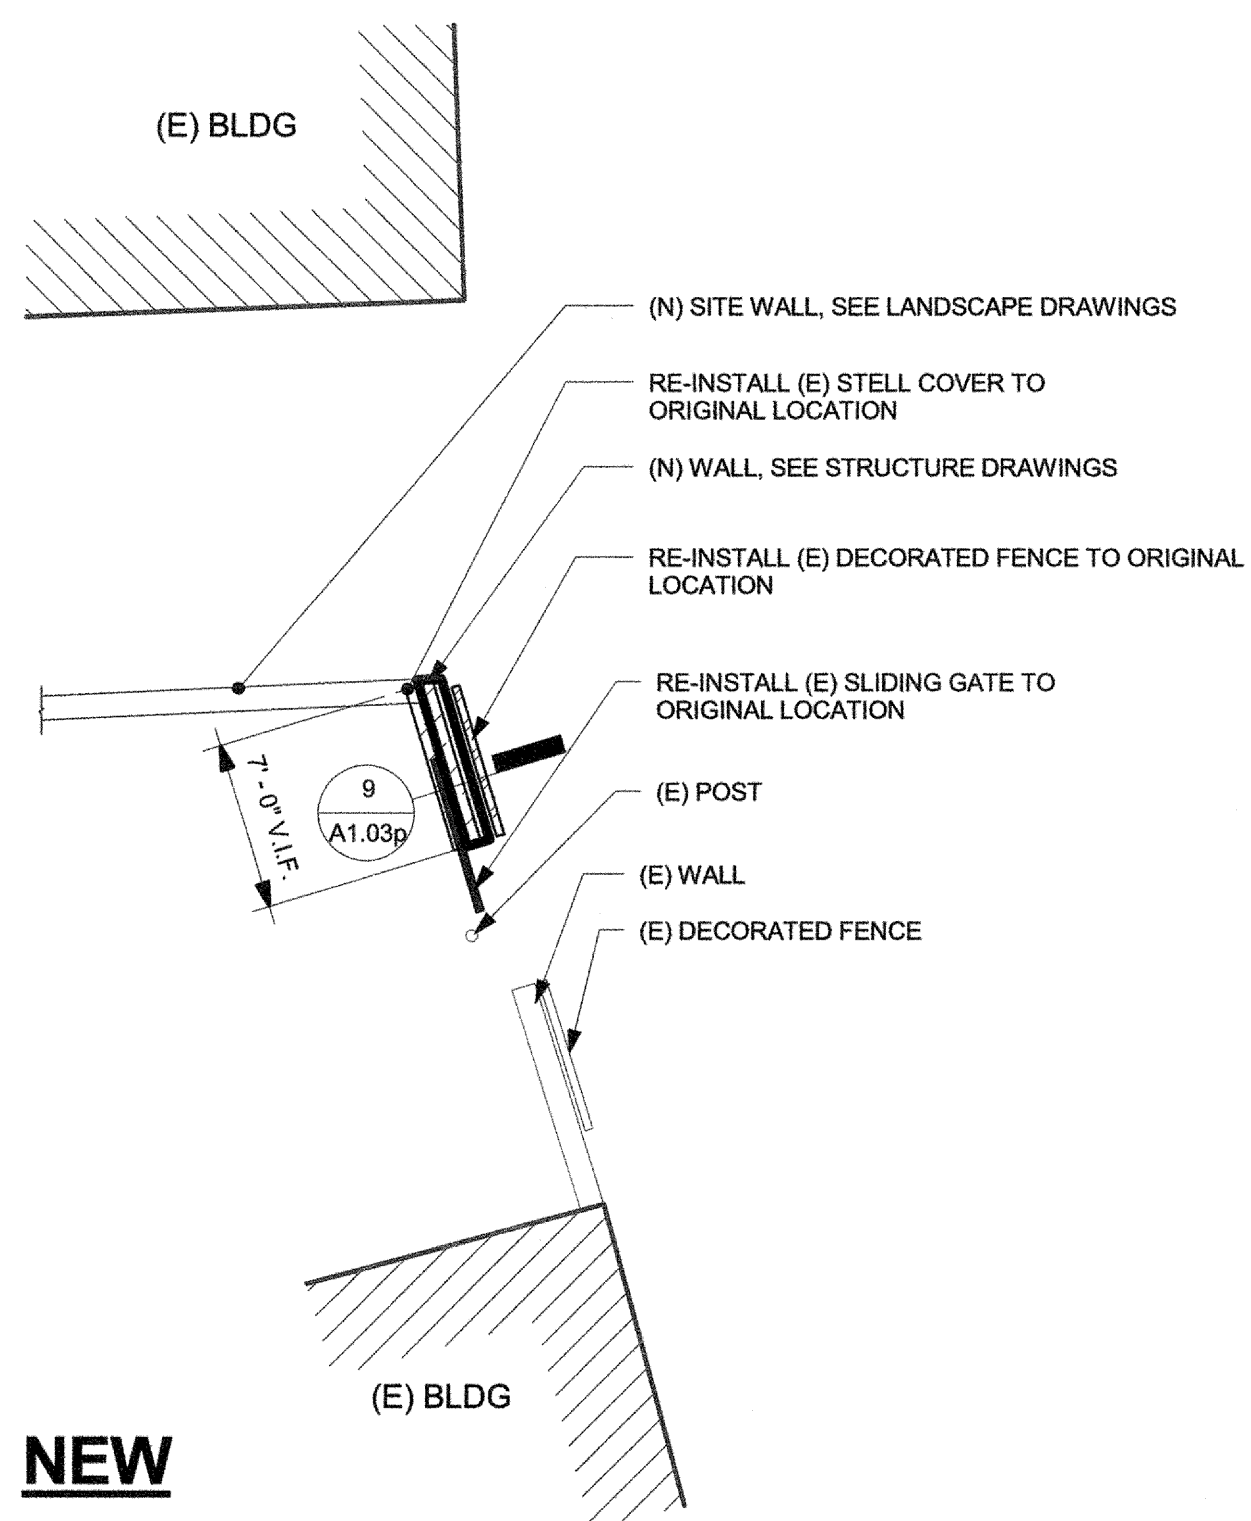 (E) BLDG
(N) SITE WALL, SEE LANDSCAPE DRAWINGS
RE-INSTALL (E) STELL COVER TO
ORIGINAL LOCATION
(N) WALL, SEE STRUCTURE DRAWINGS
RE-INSTALL (E) DECORATED FENCE TO ORIGINAL
LOCATION
RE-INSTALL (E) SLIDING GATE TO
ORIGINAL LOCATION
7' - 0" V.I.F.
9
A1.03p
(E) POST
(E) WALL
(E) DECORATED FENCE
(E) BLDG
NEW